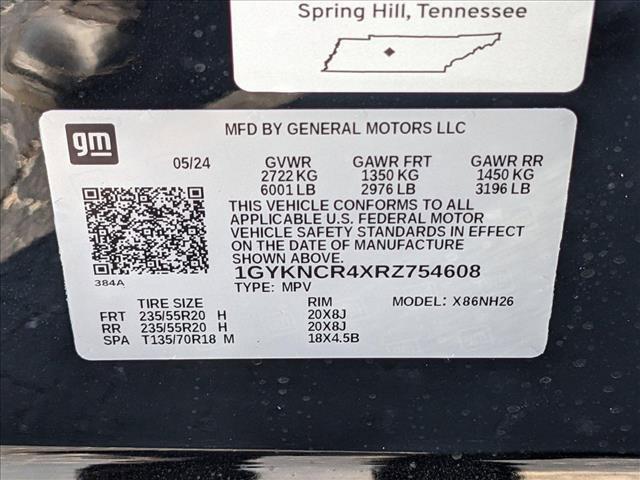 Spring Hill, Tennessee
gm
MFD BY GENERAL MOTORS LLC
05/24 GVWR GAWR FRT GAWR RR
2722 KG 1350 KG 1450 KG
6001 LB 2976 LB 3196 LB
THIS VEHICLE CONFORMS TO ALL
APPLICABLE U.S. FEDERAL MOTOR
VEHICLE SAFETY STANDARDS IN EFFECT
ON THE DATE OF MANUFACTURE
SHOWN ABOVE.
384A
1GYKNCR4XRZ754608
TYPE: MPV
TIRE SIZE RIM MODEL: X86NH26
FRT 235/55R20 H 20X8J
RR 235/55R20 H 20X8J
SPA T135/70R18 M 18X4.5B